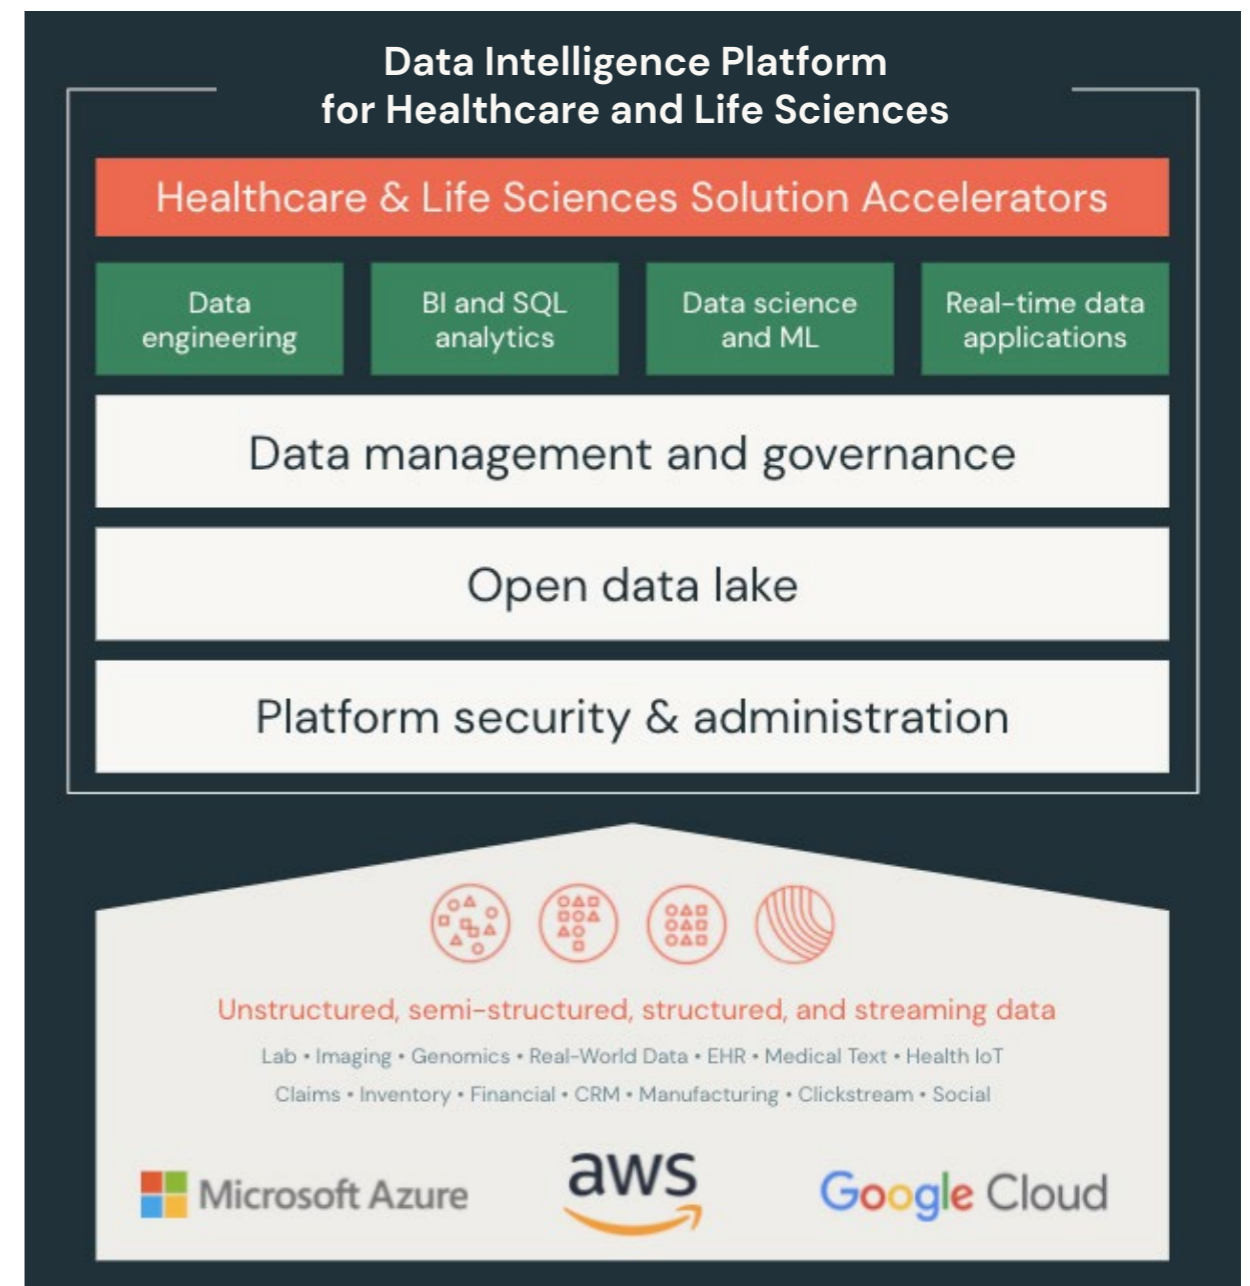 Data Intelligence Platform
for Healthcare and Life Sciences
Healthcare & Life Sciences Solution Accelerators
Data
engineering
BI and SQL
analytics
Data science
and ML
Real-time data
applications
Data management and governance
Open data lake
Platform security & administration
Unstructured, semi-structured, structured, and streaming data
Lab • Imaging • Genomics • Real-World Data • EHR • Medical Text • Health IoT
Claims • Inventory • Financial • CRM • Manufacturing • Clickstream • Social
Microsoft Azure
aws
Google Cloud